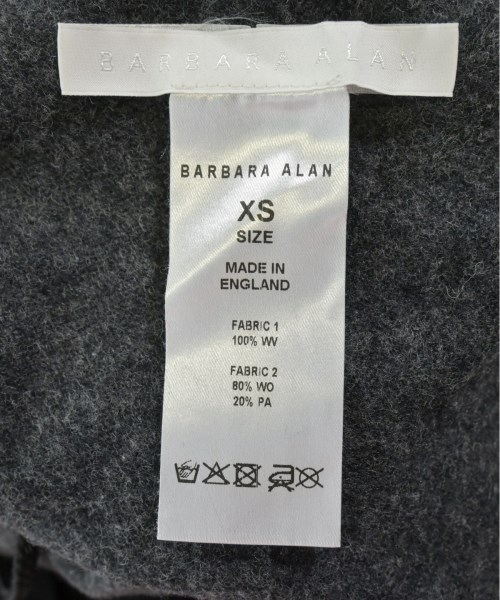 BARBARA ALAN
BARBARA ALAN
XS
SIZE
MADE IN
ENGLAND
FABRIC 1
100% WV
FABRIC 2
80% WO
20% PA